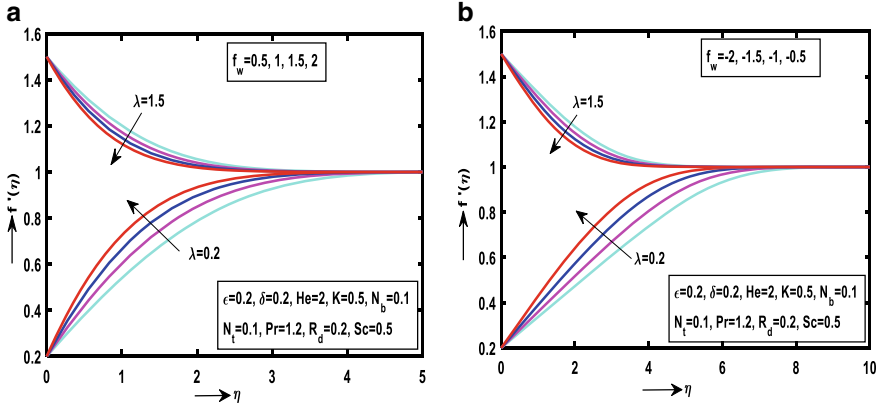 a
1.6
1.4
1.2
1
0.8
0.6
0.4
0.2
0
1
2
3
4
5
f '(η)
η
f_w=0.5, 1, 1.5, 2
λ=1.5
λ=0.2
ϵ=0.2, δ=0.2, He=2, K=0.5, N_b=0.1
N_t=0.1, Pr=1.2, R_d=0.2, Sc=0.5
b
1.6
1.4
1.2
1
0.8
0.6
0.4
0.2
0
2
4
6
8
10
f '(η)
η
f_w=-2, -1.5, -1, -0.5
λ=1.5
λ=0.2
ϵ=0.2, δ=0.2, He=2, K=0.5, N_b=0.1
N_t=0.1, Pr=1.2, R_d=0.2, Sc=0.5